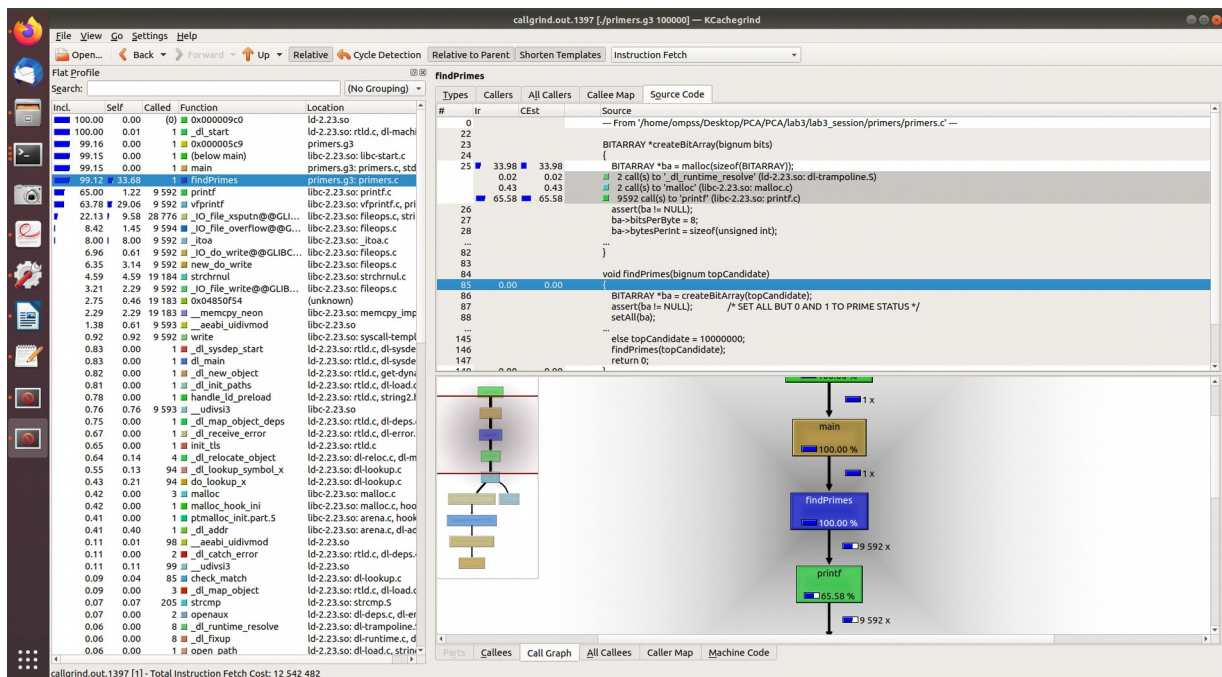 callgrind.out.1397 [./primers.g3 100000] — KCachegrind
File View Go Settings Help
Open... Back Forward Up Relative Cycle Detection Relative to Parent Shorten Templates Instruction Fetch
Flat Profile
Search: (No Grouping)
Incl. Self Called Function Location
100.00 0.00 (0) 0x000009c0 ld-2.23.so
100.00 0.01 1 _dl_start ld-2.23.so: rtld.c, dl-machi
99.16 0.00 1 0x000005c9 primers.g3
99.15 0.00 1 (below main) libc-2.23.so: libc-start.c
99.15 0.00 1 main primers.g3: primers.c, std
99.12 33.68 1 findPrimes primers.g3: primers.c
65.00 1.22 9 592 printf libc-2.23.so: printf.c
63.78 29.06 9 592 vfprintf libc-2.23.so: vfprintf.c, pri
22.13 9.58 28 776 _IO_file_xsputn@@GLI... libc-2.23.so: fileops.c, stri
8.42 1.45 9 594 _IO_file_overflow@@G... libc-2.23.so: fileops.c
8.00 8.00 9 592 _itoa libc-2.23.so: _itoa.c
6.96 0.61 9 592 _IO_do_write@@GLIBC... libc-2.23.so: fileops.c
6.35 3.14 9 592 new_do_write libc-2.23.so: fileops.c
4.59 4.59 19 184 strchrnul libc-2.23.so: strchrnul.c
3.21 2.29 9 592 _IO_file_write@@GLIB... libc-2.23.so: fileops.c
2.75 0.46 19 183 0x04850f54 (unknown)
2.29 2.29 19 183 __memcpy_neon libc-2.23.so: memcpy_imp
1.38 0.61 9 593 __aeabi_uidivmod libc-2.23.so
0.92 0.92 9 592 write libc-2.23.so: syscall-templ
0.83 0.00 1 _dl_sysdep_start ld-2.23.so: rtld.c, dl-sysde
0.83 0.00 1 dl_main ld-2.23.so: rtld.c, dl-sysde
0.82 0.00 1 _dl_new_object ld-2.23.so: rtld.c, get-dyna
0.81 0.00 1 _dl_init_paths ld-2.23.so: rtld.c, dl-load.c
0.78 0.00 1 handle_ld_preload ld-2.23.so: rtld.c, string2.h
0.76 0.76 9 593 __udivsi3 libc-2.23.so
0.75 0.00 1 _dl_map_object_deps ld-2.23.so: rtld.c, dl-deps.
0.67 0.00 1 _dl_receive_error ld-2.23.so: rtld.c, dl-error.
0.65 0.00 1 init_tls ld-2.23.so: rtld.c
0.64 0.14 4 _dl_relocate_object ld-2.23.so: dl-reloc.c, dl-m
0.55 0.13 94 _dl_lookup_symbol_x ld-2.23.so: dl-lookup.c
0.43 0.21 94 do_lookup_x ld-2.23.so: dl-lookup.c
0.42 0.00 3 malloc libc-2.23.so: malloc.c
0.42 0.00 1 malloc_hook_ini libc-2.23.so: malloc.c, hoo
0.41 0.00 1 ptmalloc_init.part.5 libc-2.23.so: arena.c, hook
0.41 0.40 1 _dl_addr libc-2.23.so: arena.c, dl-ad
0.11 0.01 98 __aeabi_uidivmod ld-2.23.so
0.11 0.00 2 _dl_catch_error ld-2.23.so: rtld.c, dl-deps.
0.11 0.11 99 __udivsi3 ld-2.23.so
0.09 0.04 85 check_match ld-2.23.so: dl-lookup.c
0.09 0.00 3 _dl_map_object ld-2.23.so: rtld.c, dl-load.c
0.07 0.07 205 strcmp ld-2.23.so: strcmp.S
0.07 0.00 2 openaux ld-2.23.so: dl-deps.c, dl-er
0.06 0.00 8 _dl_runtime_resolve ld-2.23.so: dl-trampoline.
0.06 0.00 8 _dl_fixup ld-2.23.so: dl-runtime.c, d
0.06 0.00 1 open_path ld-2.23.so: dl-load.c, string
callgrind.out.1397 [1] - Total Instruction Fetch Cost: 12 542 482
findPrimes
Types Callers All Callers Callee Map Source Code
# Ir CEst Source
0 --- From '/home/ompss/Desktop/PCA/PCA/lab3/lab3_session/primers/primers.c' ---
22
23 BITARRAY *createBitArray(bignum bits)
24 {
25 33.98 33.98 BITARRAY *ba = malloc(sizeof(BITARRAY));
0.02 0.02 2 call(s) to '_dl_runtime_resolve' (ld-2.23.so: dl-trampoline.S)
0.43 0.43 2 call(s) to 'malloc' (libc-2.23.so: malloc.c)
65.58 65.58 9592 call(s) to 'printf' (libc-2.23.so: printf.c)
26 assert(ba != NULL);
27 ba->bitsPerByte = 8;
28 ba->bytesPerInt = sizeof(unsigned int);
... ...
82 }
83
84 void findPrimes(bignum topCandidate)
85 0.00 0.00 {
86 BITARRAY *ba = createBitArray(topCandidate);
87 assert(ba != NULL); /* SET ALL BUT 0 AND 1 TO PRIME STATUS */
88 setAll(ba);
... ...
145 else topCandidate = 10000000;
146 findPrimes(topCandidate);
147 return 0;
148 0.00 0.00 }
100.00 %
1 x
main
100.00 %
1 x
findPrimes
100.00 %
9 592 x
printf
65.58 %
9 592 x
Parts Callees Call Graph All Callees Caller Map Machine Code